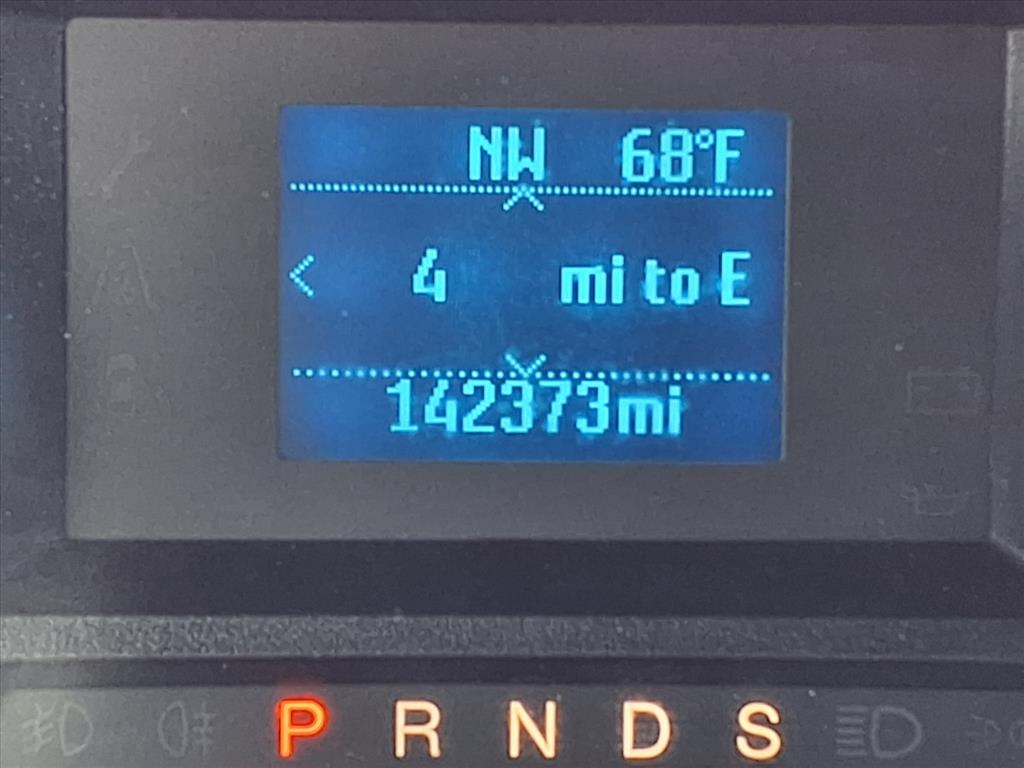 NW 68°F
4 mi to E
142373mi
P R N D S